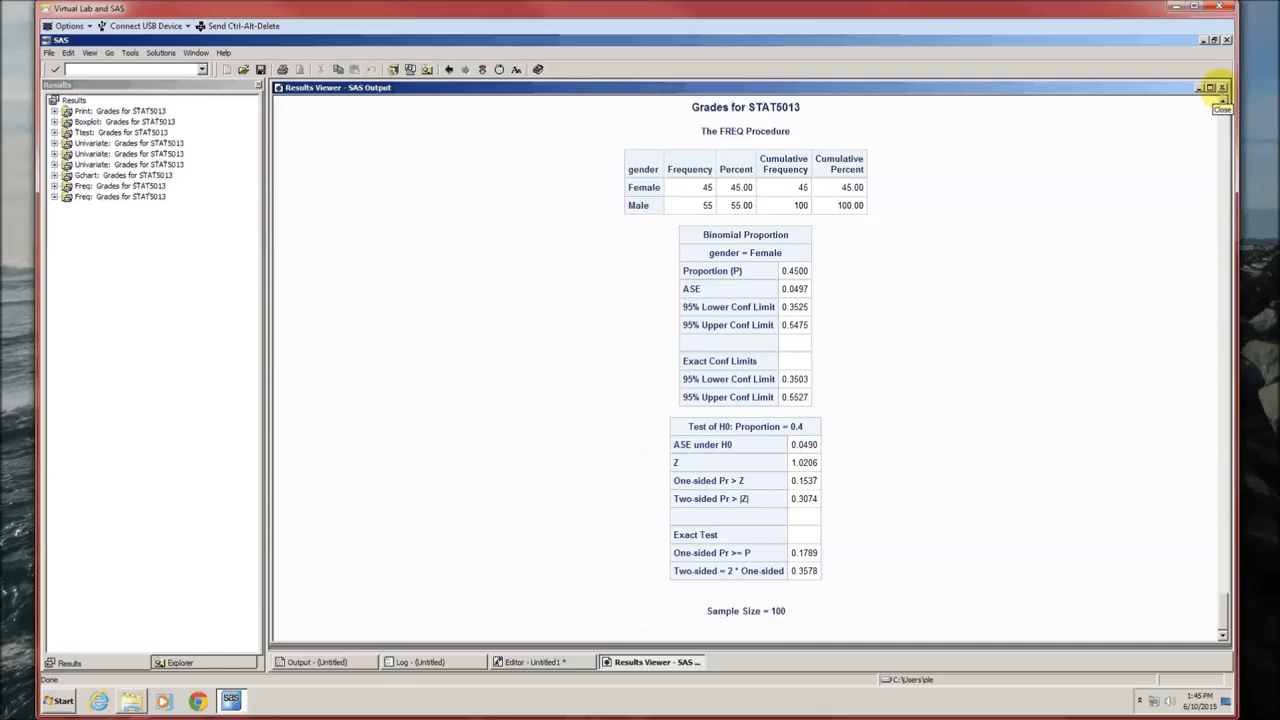 Virtual Lab and SAS
Options Connect USB Device Send Ctrl-Alt-Delete
SAS
File Edit View Go Tools Solutions Window Help
Results
Results Viewer - SAS Output
Close
Results
Print: Grades for STAT5013
Boxplot: Grades for STAT5013
Ttest: Grades for STAT5013
Univariate: Grades for STAT5013
Univariate: Grades for STAT5013
Univariate: Grades for STAT5013
Gchart: Grades for STAT5013
Freq: Grades for STAT5013
Freq: Grades for STAT5013
Grades for STAT5013
The FREQ Procedure
gender Frequency Percent Cumulative Frequency Cumulative Percent
Female 45 45.00 45 45.00
Male 55 55.00 100 100.00
Binomial Proportion
gender = Female
Proportion (P) 0.4500
ASE 0.0497
95% Lower Conf Limit 0.3525
95% Upper Conf Limit 0.5475
Exact Conf Limits
95% Lower Conf Limit 0.3503
95% Upper Conf Limit 0.5527
Test of H0: Proportion = 0.4
ASE under H0 0.0490
Z 1.0206
One-sided Pr > Z 0.1537
Two-sided Pr > |Z| 0.3074
Exact Test
One-sided Pr >= P 0.1789
Two-sided = 2 * One-sided 0.3578
Sample Size = 100
Results Explorer
Output - (Untitled) Log - (Untitled) Editor - Untitled1 * Results Viewer - SAS ...
Done C:\Users\ple
Start sas 1:45 PM
6/10/2015